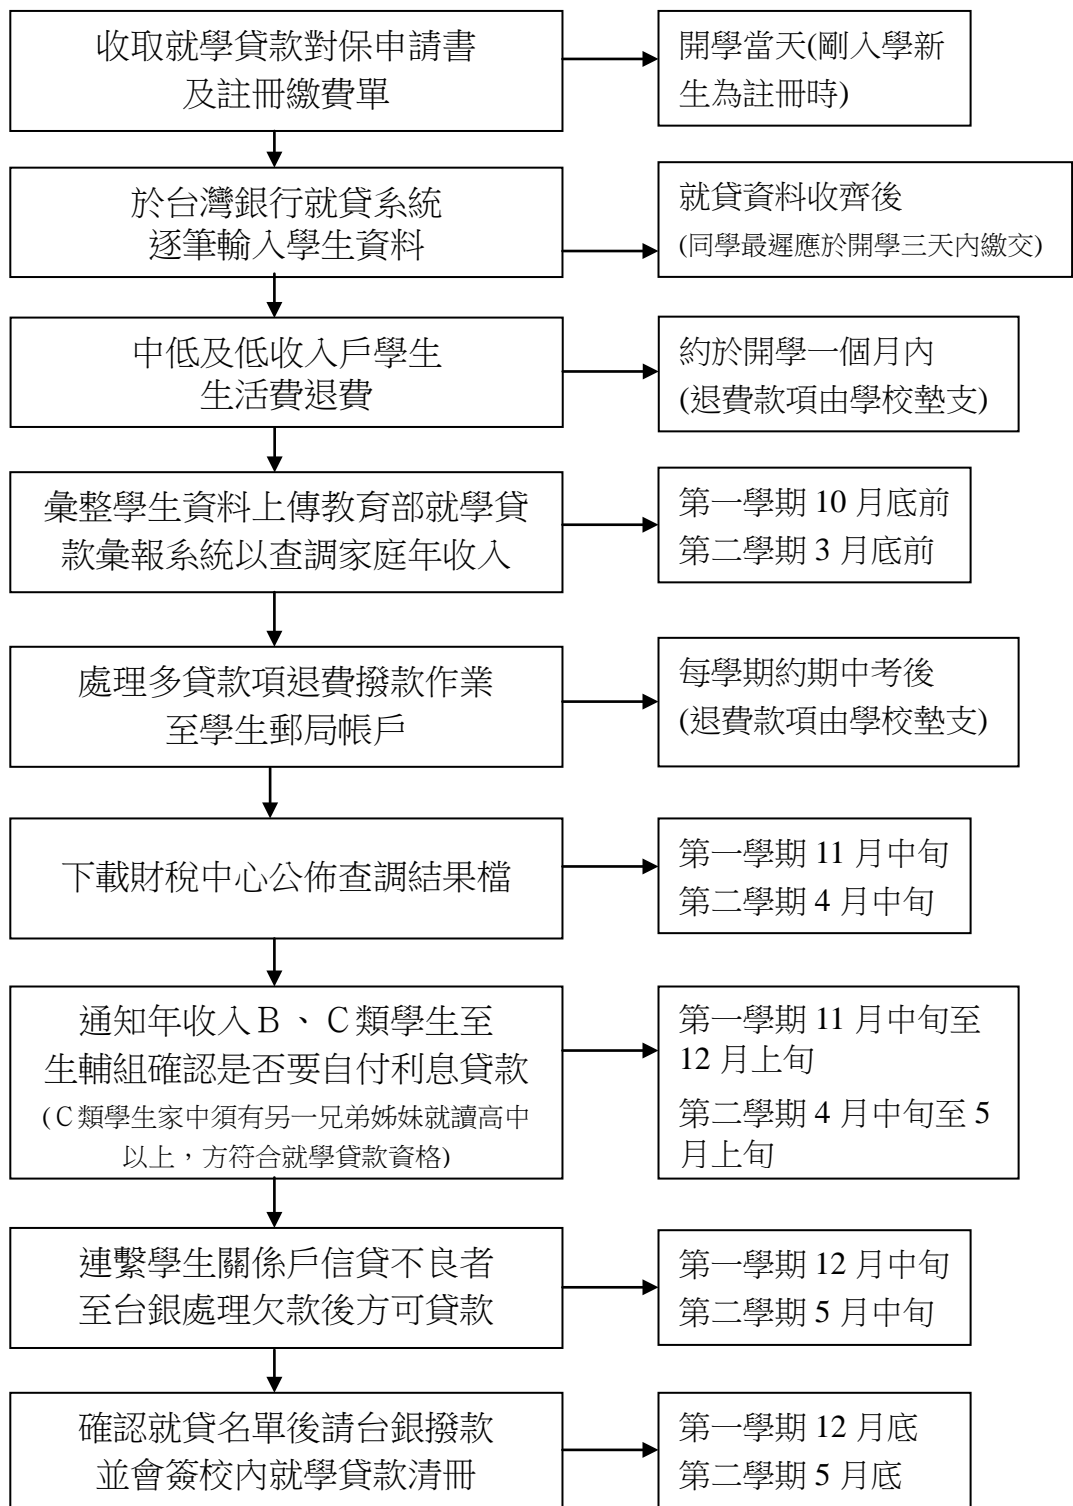 收取就學貸款對保申請書
及註冊繳費單
開學當天(剛入學新
生為註冊時)
於台灣銀行就貸系統
逐筆輸入學生資料
就貸資料收齊後
(同學最遲應於開學三天內繳交)
中低及低收入戶學生
生活費退費
約於開學一個月內
(退費款項由學校墊支)
彙整學生資料上傳教育部就學貸
款彙報系統以查調家庭年收入
第一學期 10 月底前
第二學期 3 月底前
處理多貸款項退費撥款作業
至學生郵局帳戶
每學期約期中考後
(退費款項由學校墊支)
下載財稅中心公佈查調結果檔
第一學期 11 月中旬
第二學期 4 月中旬
通知年收入Ｂ、Ｃ類學生至
生輔組確認是否要自付利息貸款
(Ｃ類學生家中須有另一兄弟姊妹就讀高中
以上，方符合就學貸款資格)
第一學期 11 月中旬至
12 月上旬
第二學期 4 月中旬至 5
月上旬
連繫學生關係戶信貸不良者
至台銀處理欠款後方可貸款
第一學期 12 月中旬
第二學期 5 月中旬
確認就貸名單後請台銀撥款
並會簽校內就學貸款清冊
第一學期 12 月底
第二學期 5 月底